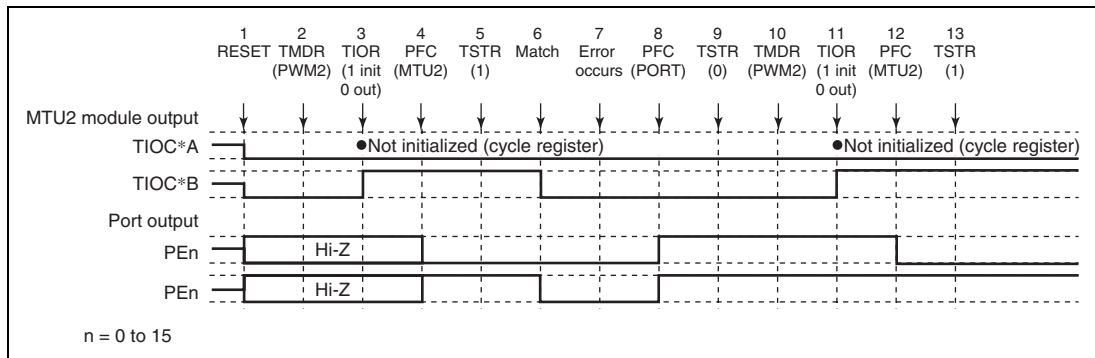 1 2 3 4 5 6 7 8 9 10 11 12 13
RESET TMDR TIOR PFC TSTR Match Error PFC TSTR TMDR TIOR PFC TSTR
(PWM2) (1 init (MTU2) (1) occurs (PORT) (0) (PWM2) (1 init (MTU2) (1)
0 out) 0 out)
MTU2 module output
TIOC*A ●Not initialized (cycle register) ●Not initialized (cycle register)
TIOC*B
Port output
PEn Hi-Z
PEn Hi-Z
n = 0 to 15